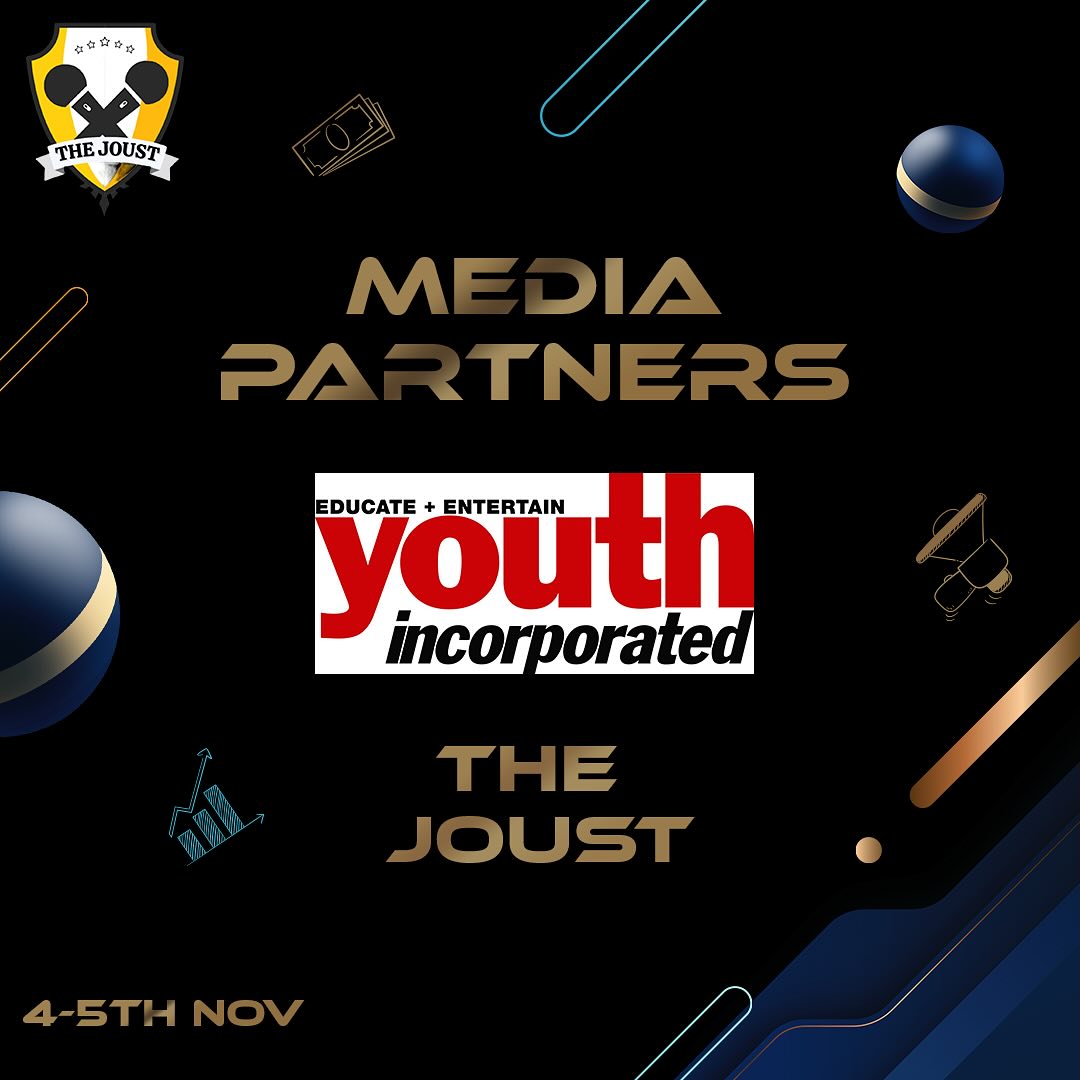 THE JOUST
MEDIA
PARTNERS
EDUCATE + ENTERTAIN
youth
incorporated
THE
JOUST
4-5TH NOV